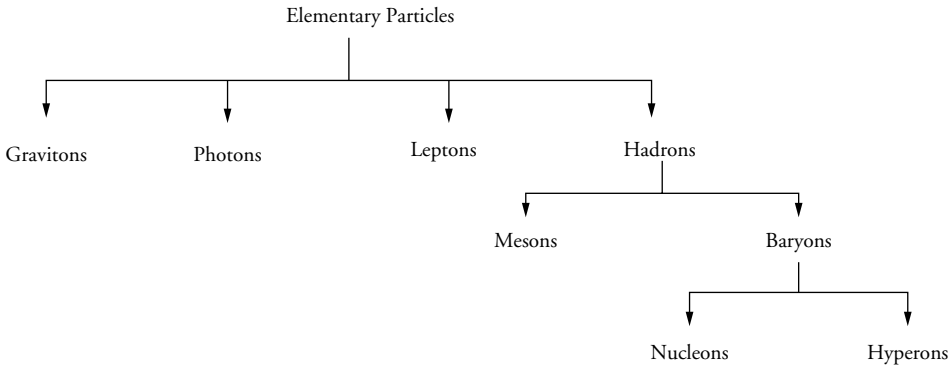 Elementary Particles
Gravitons
Photons
Leptons
Hadrons
Mesons
Baryons
Nucleons
Hyperons